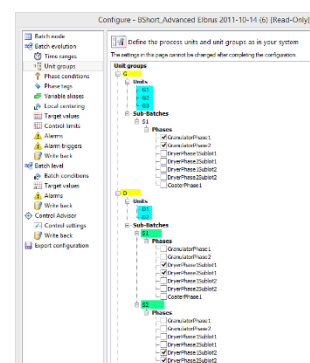 Configure - BShort_Advanced Elbrus 2011-10-14 (6) [Read-Only]
Batch node
Batch evolution
Time ranges
Unit groups
Phase conditions
Phase tags
Variable aliases
Local centering
Target values
Control limits
Alarms
Alarm triggers
Write back
Batch level
Batch conditions
Target values
Alarms
Write back
Control Advisor
Control settings
Write back
Export configuration
Define the process units and unit groups as in your system
The settings in the page cannot be changed after completing the configuration.
Unit groups
G
Units
G1
G2
G3
Sub-Batches
S1
Phases
GranulatorPhase1
GranulatorPhase2
DryerPhase1Sublot1
DryerPhase1Sublot2
DryerPhase2Sublot1
DryerPhase2Sublot2
CoaterPhase1
D
Units
D1
D2
Sub-Batches
S1
Phases
GranulatorPhase1
GranulatorPhase2
DryerPhase1Sublot1
DryerPhase1Sublot2
DryerPhase2Sublot1
DryerPhase2Sublot2
CoaterPhase1
S2
Phases
GranulatorPhase1
GranulatorPhase2
DryerPhase1Sublot1
DryerPhase1Sublot2
DryerPhase2Sublot1
DryerPhase2Sublot2